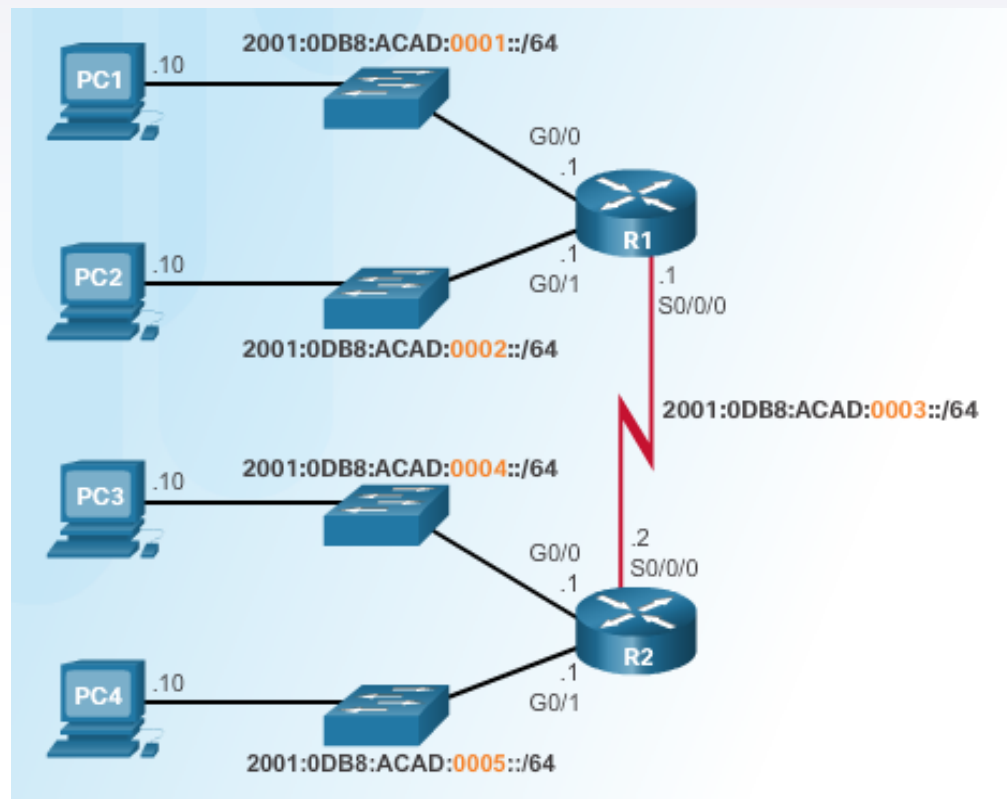 2001:0DB8:ACAD:0001::/64
PC1
.10
G0/0
.1
R1
PC2
.10
.1
G0/1
.1
S0/0/0
2001:0DB8:ACAD:0002::/64
2001:0DB8:ACAD:0003::/64
2001:0DB8:ACAD:0004::/64
PC3
.10
G0/0
.1
.2
S0/0/0
R2
PC4
.10
.1
G0/1
2001:0DB8:ACAD:0005::/64